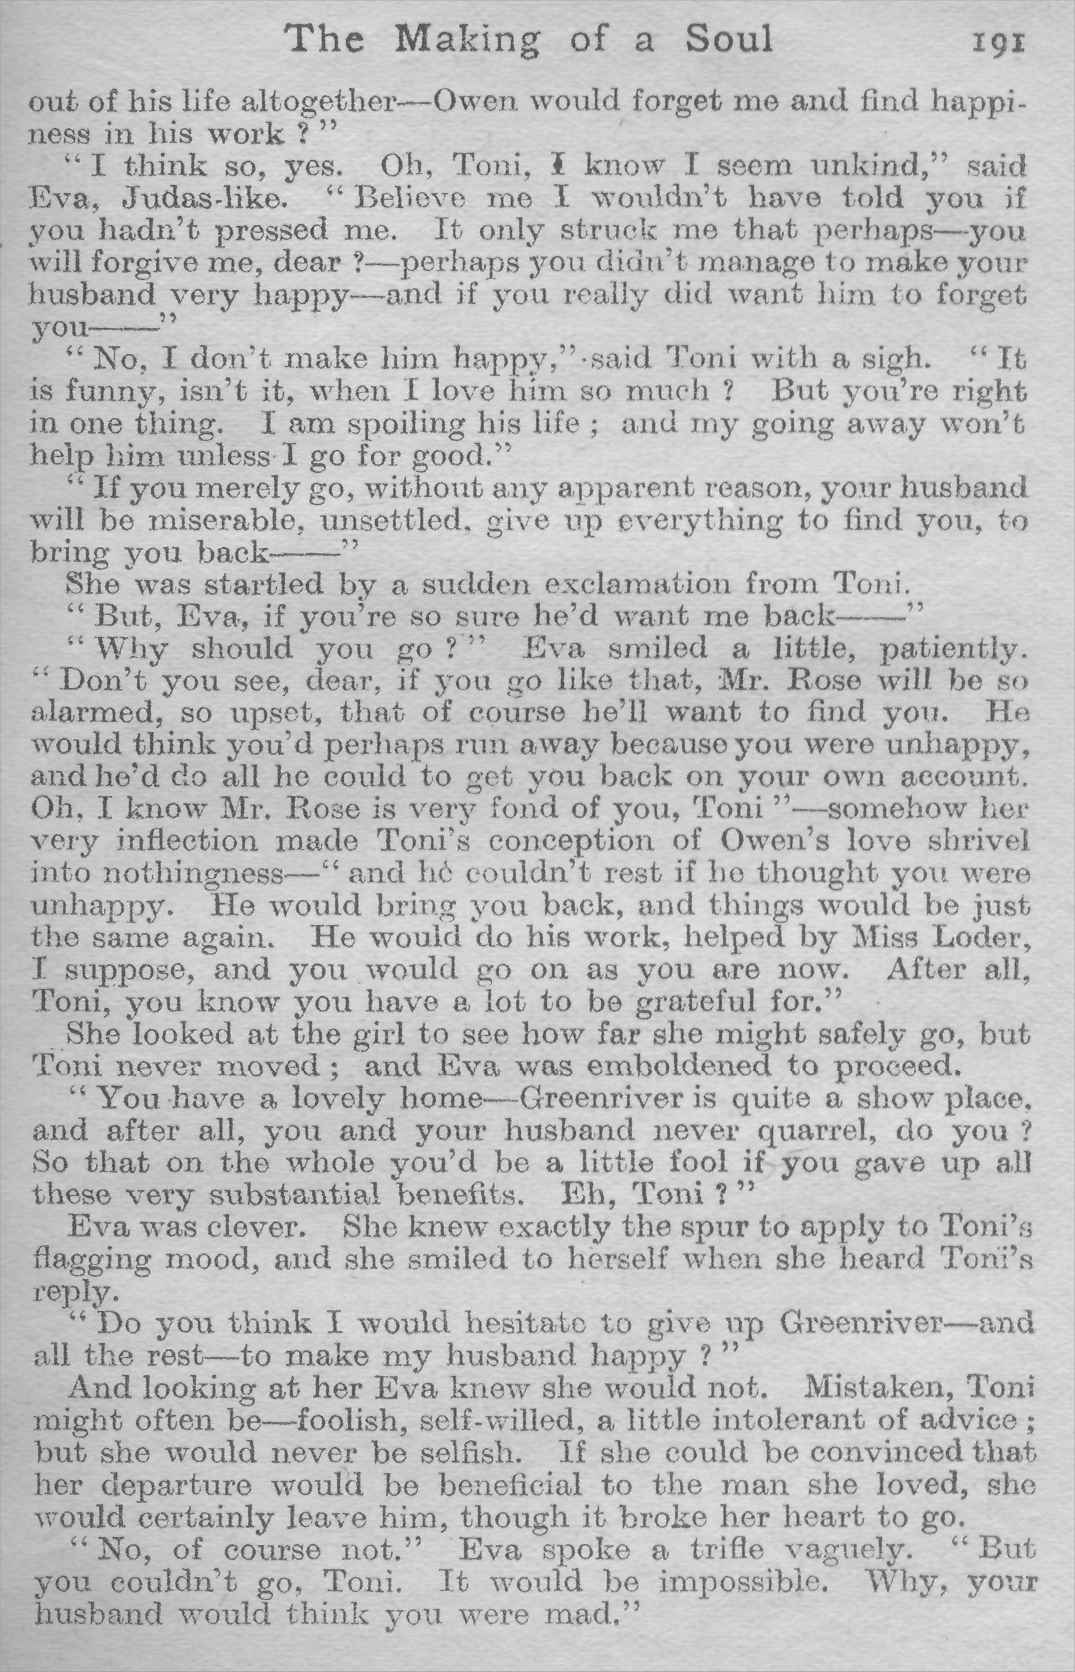 The Making of a Soul 191
out of his life altogether—Owen would forget me and find happi-
ness in his work ? ”
“ I think so, yes. Oh, Toni, I know I seem unkind,” said
Eva, Judas-like. “ Believe me I wouldn’t have told you if
you hadn’t pressed me. It only struck me that perhaps—you
will forgive me, dear ?—perhaps you didn’t manage to make your
husband very happy—and if you really did want him to forget
you——”
“ No, I don’t make him happy,” said Toni with a sigh. “ It
is funny, isn’t it, when I love him so much ? But you’re right
in one thing. I am spoiling his life ; and my going away won’t
help him unless I go for good.”
“ If you merely go, without any apparent reason, your husband
will be miserable, unsettled, give up everything to find you, to
bring you back——”
She was startled by a sudden exclamation from Toni.
“ But, Eva, if you’re so sure he’d want me back——”
“ Why should you go ? ” Eva smiled a little, patiently.
“ Don’t you see, dear, if you go like that, Mr. Rose will be so
alarmed, so upset, that of course he’ll want to find you. He
would think you’d perhaps run away because you were unhappy,
and he’d do all he could to get you back on your own account.
Oh, I know Mr. Rose is very fond of you, Toni ”—somehow her
very inflection made Toni’s conception of Owen’s love shrivel
into nothingness—“ and he couldn’t rest if he thought you were
unhappy. He would bring you back, and things would be just
the same again. He would do his work, helped by Miss Loder,
I suppose, and you would go on as you are now. After all,
Toni, you know you have a lot to be grateful for.”
She looked at the girl to see how far she might safely go, but
Toni never moved ; and Eva was emboldened to proceed.
“ You have a lovely home—Greenriver is quite a show place,
and after all, you and your husband never quarrel, do you ?
So that on the whole you’d be a little fool if you gave up all
these very substantial benefits. Eh, Toni ? ”
Eva was clever. She knew exactly the spur to apply to Toni’s
flagging mood, and she smiled to herself when she heard Toni’s
reply.
“ Do you think I would hesitate to give up Greenriver—and
all the rest—to make my husband happy ? ”
And looking at her Eva knew she would not. Mistaken, Toni
might often be—foolish, self-willed, a little intolerant of advice ;
but she would never be selfish. If she could be convinced that
her departure would be beneficial to the man she loved, she
would certainly leave him, though it broke her heart to go.
“ No, of course not.” Eva spoke a trifle vaguely. “ But
you couldn’t go, Toni. It would be impossible. Why, your
husband would think you were mad.”